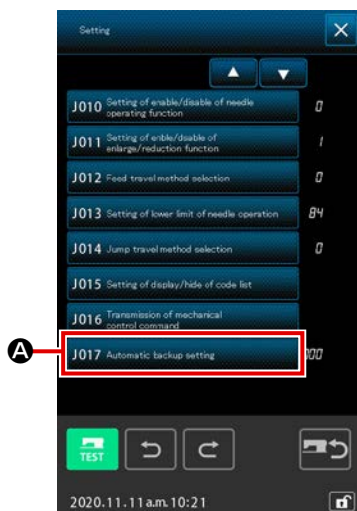 Setting
J010 Setting of enable/disable of needle
operating function
0
J011 Setting of enble/dsable of
enlarge/reduction function
1
J012 Feed travel method selection
0
J013 Setting of lower limit of needle operation
84
J014 Jump travel method selection
0
J015 Setting of display/hide of code list
J016 Transmission of mechanical
control command
A
J017 Automatic backup setting
000
TEST
2020.11.11a.m.10:21